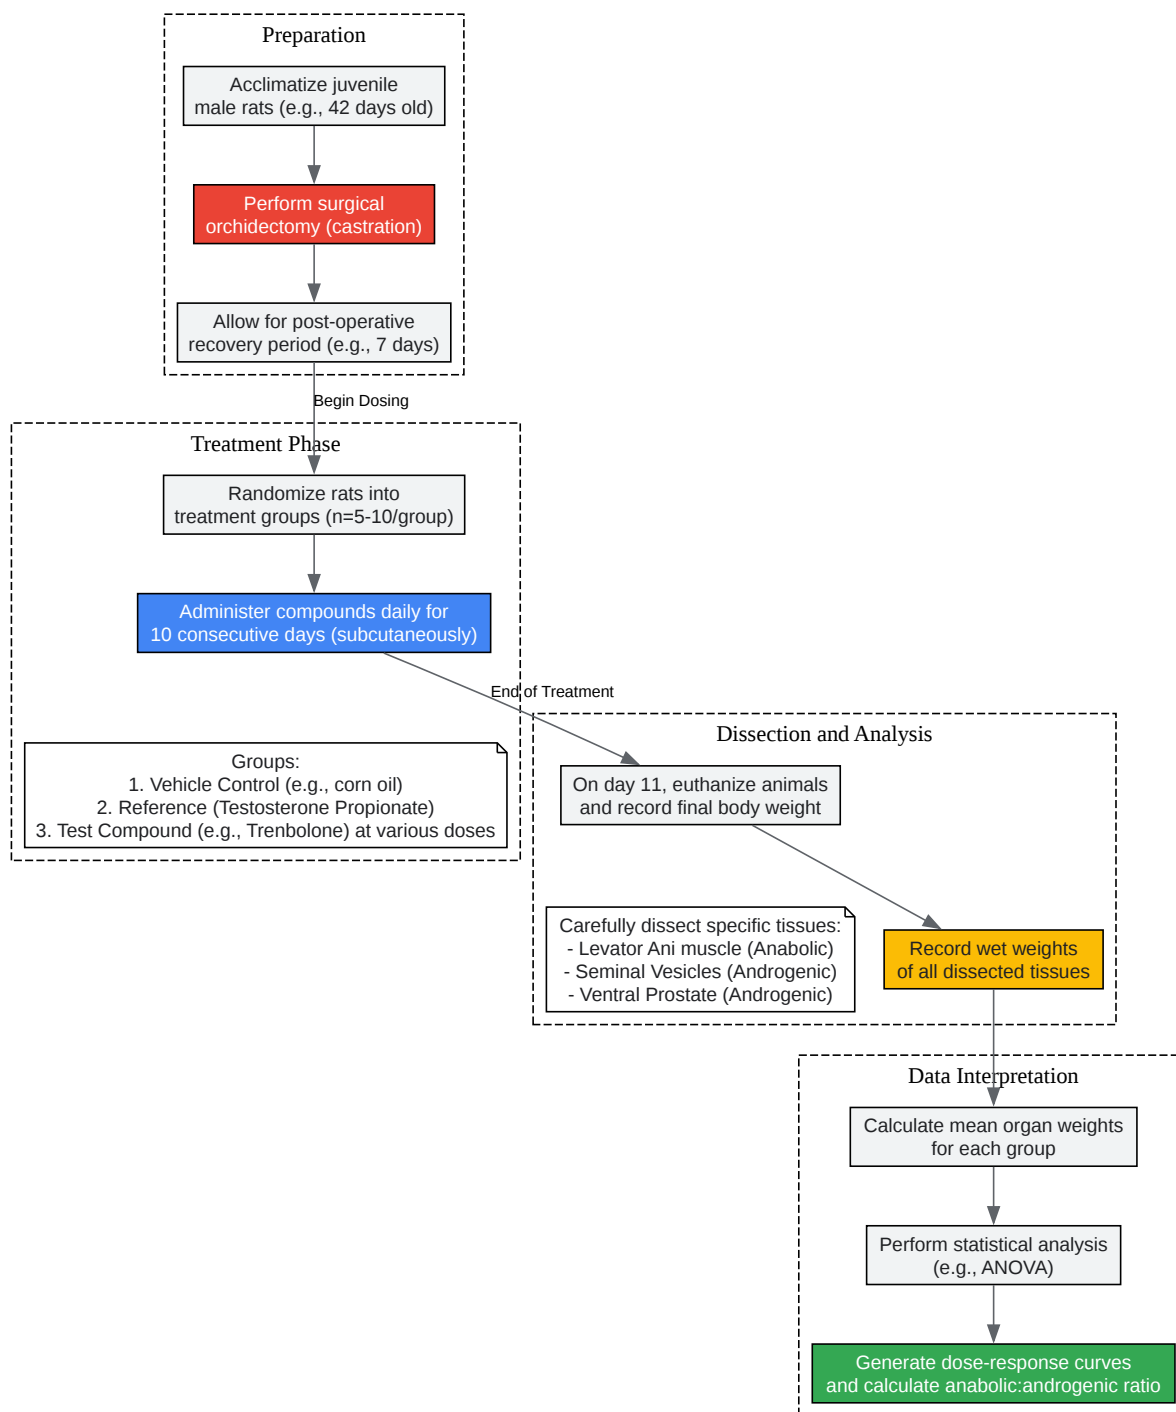 Preparation
Acclimatize juvenile
male rats (e.g., 42 days old)
Perform surgical
orchidectomy (castration)
Allow for post-operative
recovery period (e.g., 7 days)
Begin Dosing
Treatment Phase
Randomize rats into
treatment groups (n=5-10/group)
Administer compounds daily for
10 consecutive days (subcutaneously)
End of Treatment
Groups:
1. Vehicle Control (e.g., corn oil)
2. Reference (Testosterone Propionate)
3. Test Compound (e.g., Trenbolone) at various doses
Dissection and Analysis
On day 11, euthanize animals
and record final body weight
Carefully dissect specific tissues:
- Levator Ani muscle (Anabolic)
- Seminal Vesicles (Androgenic)
- Ventral Prostate (Androgenic)
Record wet weights
of all dissected tissues
Data Interpretation
Calculate mean organ weights
for each group
Perform statistical analysis
(e.g., ANOVA)
Generate dose-response curves
and calculate anabolic:androgenic ratio